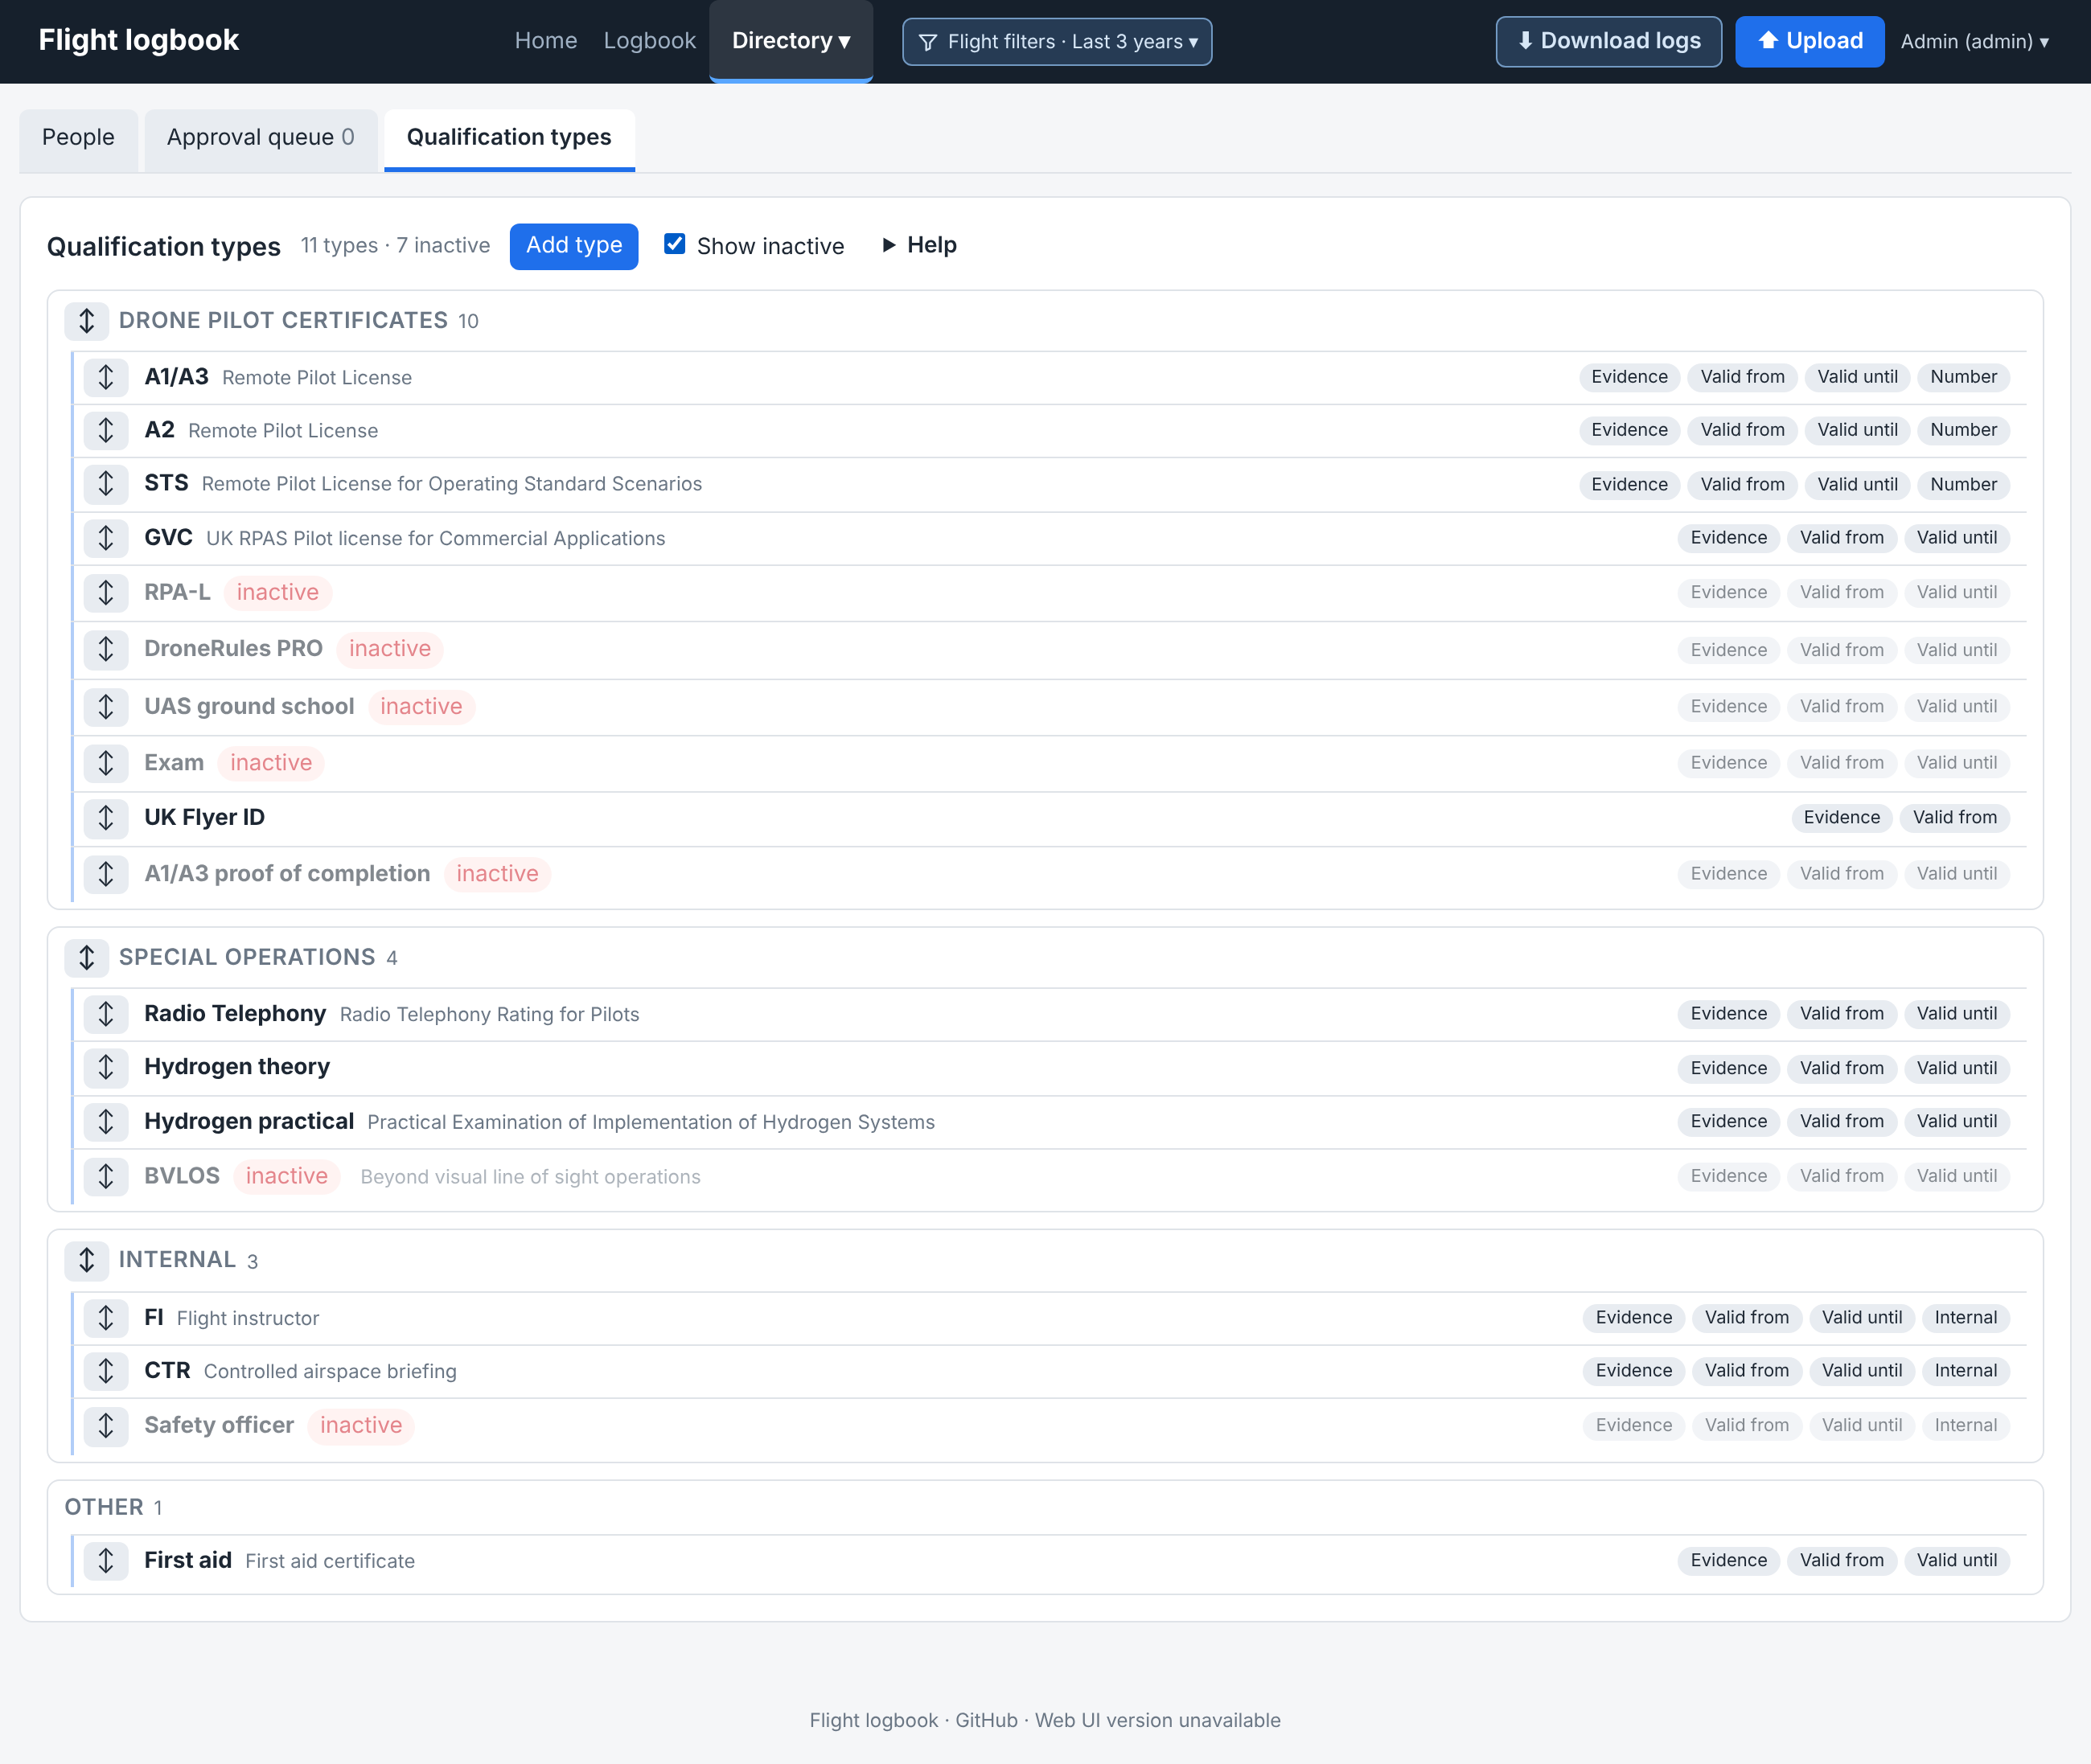 Flight logbook Home Logbook Directory ▾ Flight filters · Last 3 years ▾ ⬇ Download logs ⬆ Upload Admin (admin) ▾
People Approval queue 0 Qualification types
Qualification types 11 types · 7 inactive Add type Show inactive ▶ Help
DRONE PILOT CERTIFICATES 10
A1/A3 Remote Pilot License Evidence Valid from Valid until Number
A2 Remote Pilot License Evidence Valid from Valid until Number
STS Remote Pilot License for Operating Standard Scenarios Evidence Valid from Valid until Number
GVC UK RPAS Pilot license for Commercial Applications Evidence Valid from Valid until
RPA-L inactive Evidence Valid from Valid until
DroneRules PRO inactive Evidence Valid from Valid until
UAS ground school inactive Evidence Valid from Valid until
Exam inactive Evidence Valid from Valid until
UK Flyer ID Evidence Valid from
A1/A3 proof of completion inactive Evidence Valid from Valid until
SPECIAL OPERATIONS 4
Radio Telephony Radio Telephony Rating for Pilots Evidence Valid from Valid until
Hydrogen theory Evidence Valid from Valid until
Hydrogen practical Practical Examination of Implementation of Hydrogen Systems Evidence Valid from Valid until
BVLOS inactive Beyond visual line of sight operations Evidence Valid from Valid until
INTERNAL 3
FI Flight instructor Evidence Valid from Valid until Internal
CTR Controlled airspace briefing Evidence Valid from Valid until Internal
Safety officer inactive Evidence Valid from Valid until Internal
OTHER 1
First aid First aid certificate Evidence Valid from Valid until
Flight logbook · GitHub · Web UI version unavailable